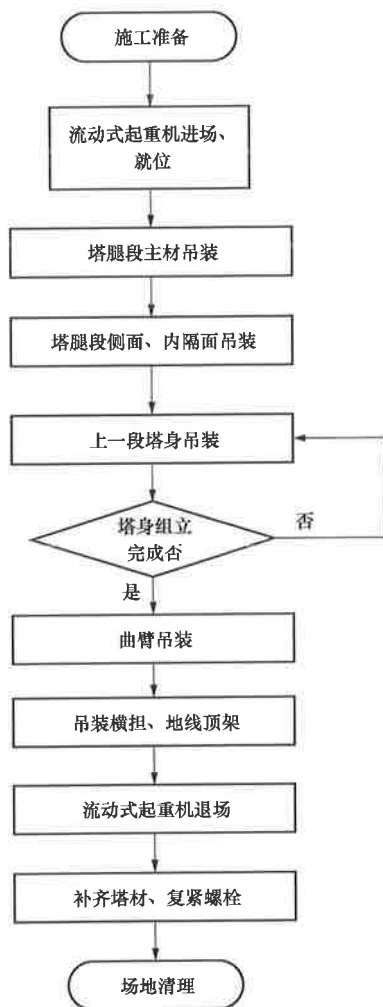 施工准备
流动式起重机进场、
就位
塔腿段主材吊装
塔腿段侧面、内隔面吊装
上一段塔身吊装
塔身组立
完成否
否
是
曲臂吊装
吊装横担、地线顶架
流动式起重机退场
补齐塔材、复紧螺栓
场地清理